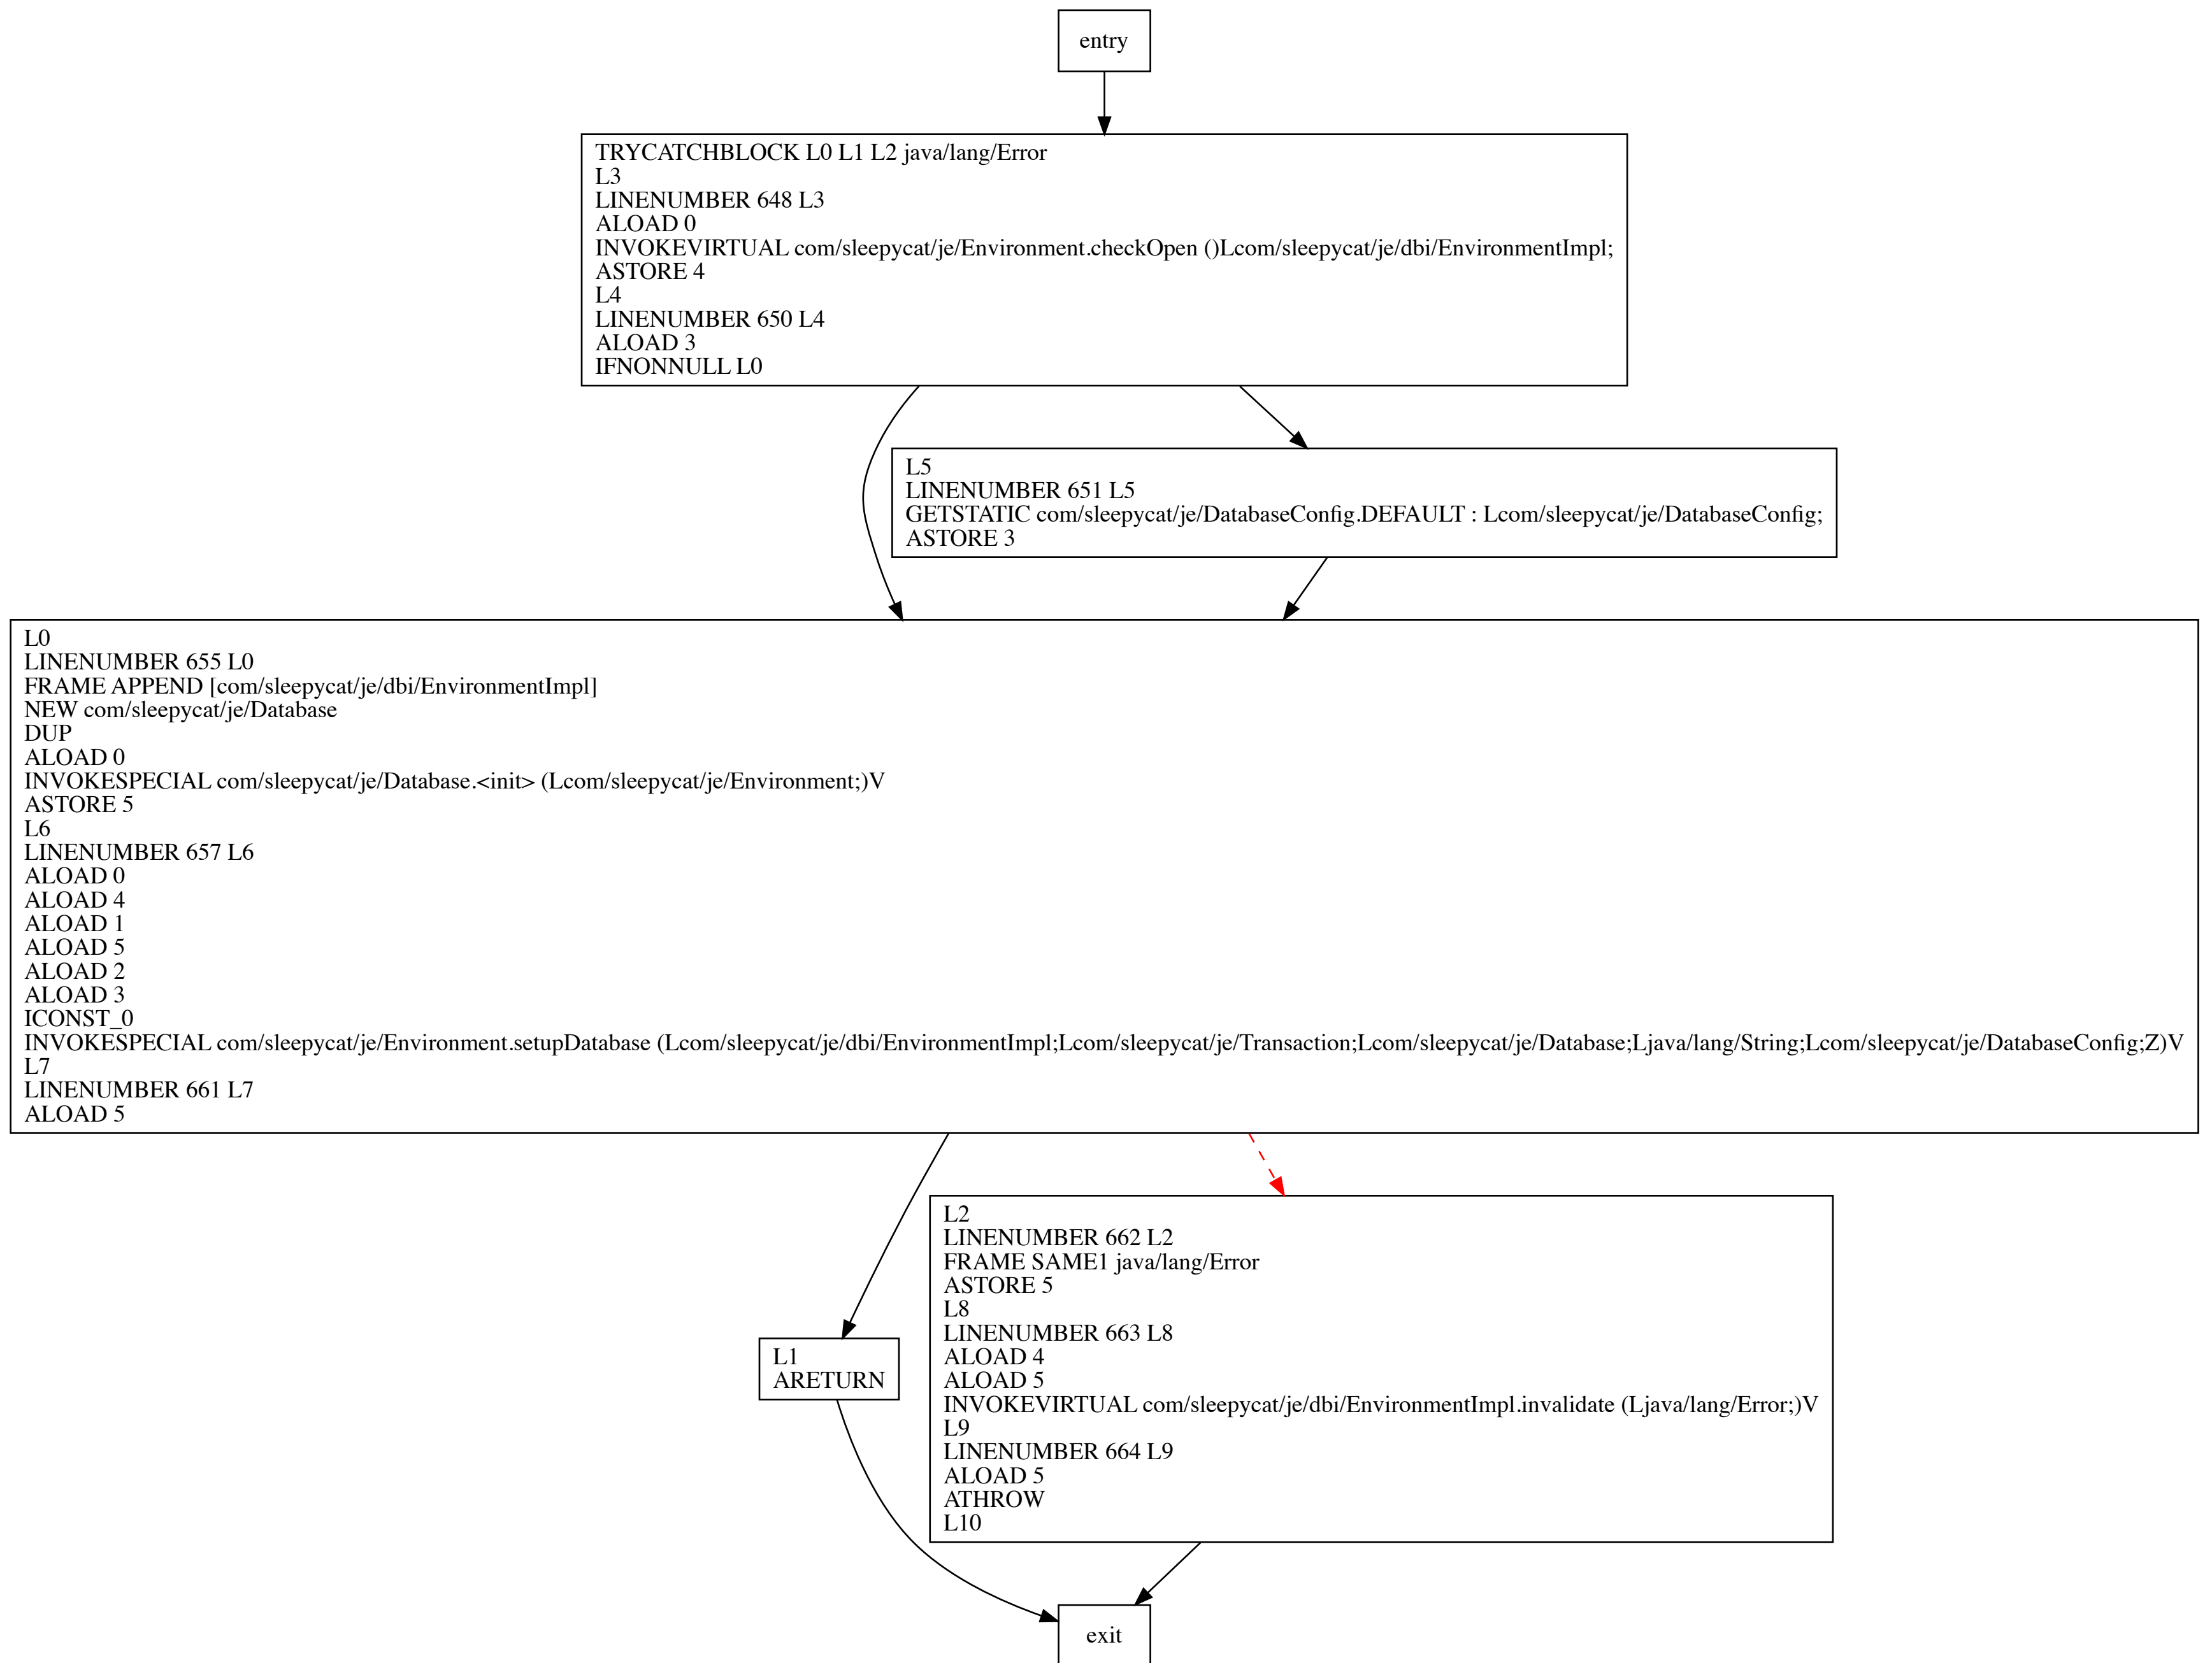 entry
TRYCATCHBLOCK L0 L1 L2 java/lang/Error
L3
LINENUMBER 648 L3
ALOAD 0
INVOKEVIRTUAL com/sleepycat/je/Environment.checkOpen ()Lcom/sleepycat/je/dbi/EnvironmentImpl;
ASTORE 4
L4
LINENUMBER 650 L4
ALOAD 3
IFNONNULL L0
L5
LINENUMBER 651 L5
GETSTATIC com/sleepycat/je/DatabaseConfig.DEFAULT : Lcom/sleepycat/je/DatabaseConfig;
ASTORE 3
L0
LINENUMBER 655 L0
FRAME APPEND [com/sleepycat/je/dbi/EnvironmentImpl]
NEW com/sleepycat/je/Database
DUP
ALOAD 0
INVOKESPECIAL com/sleepycat/je/Database.<init> (Lcom/sleepycat/je/Environment;)V
ASTORE 5
L6
LINENUMBER 657 L6
ALOAD 0
ALOAD 4
ALOAD 1
ALOAD 5
ALOAD 2
ALOAD 3
ICONST_0
INVOKESPECIAL com/sleepycat/je/Environment.setupDatabase (Lcom/sleepycat/je/dbi/EnvironmentImpl;Lcom/sleepycat/je/Transaction;Lcom/sleepycat/je/Database;Ljava/lang/String;Lcom/sleepycat/je/DatabaseConfig;Z)V
L7
LINENUMBER 661 L7
ALOAD 5
L2
LINENUMBER 662 L2
FRAME SAME1 java/lang/Error
ASTORE 5
L8
LINENUMBER 663 L8
ALOAD 4
ALOAD 5
INVOKEVIRTUAL com/sleepycat/je/dbi/EnvironmentImpl.invalidate (Ljava/lang/Error;)V
L9
LINENUMBER 664 L9
ALOAD 5
ATHROW
L10
L1
ARETURN
exit